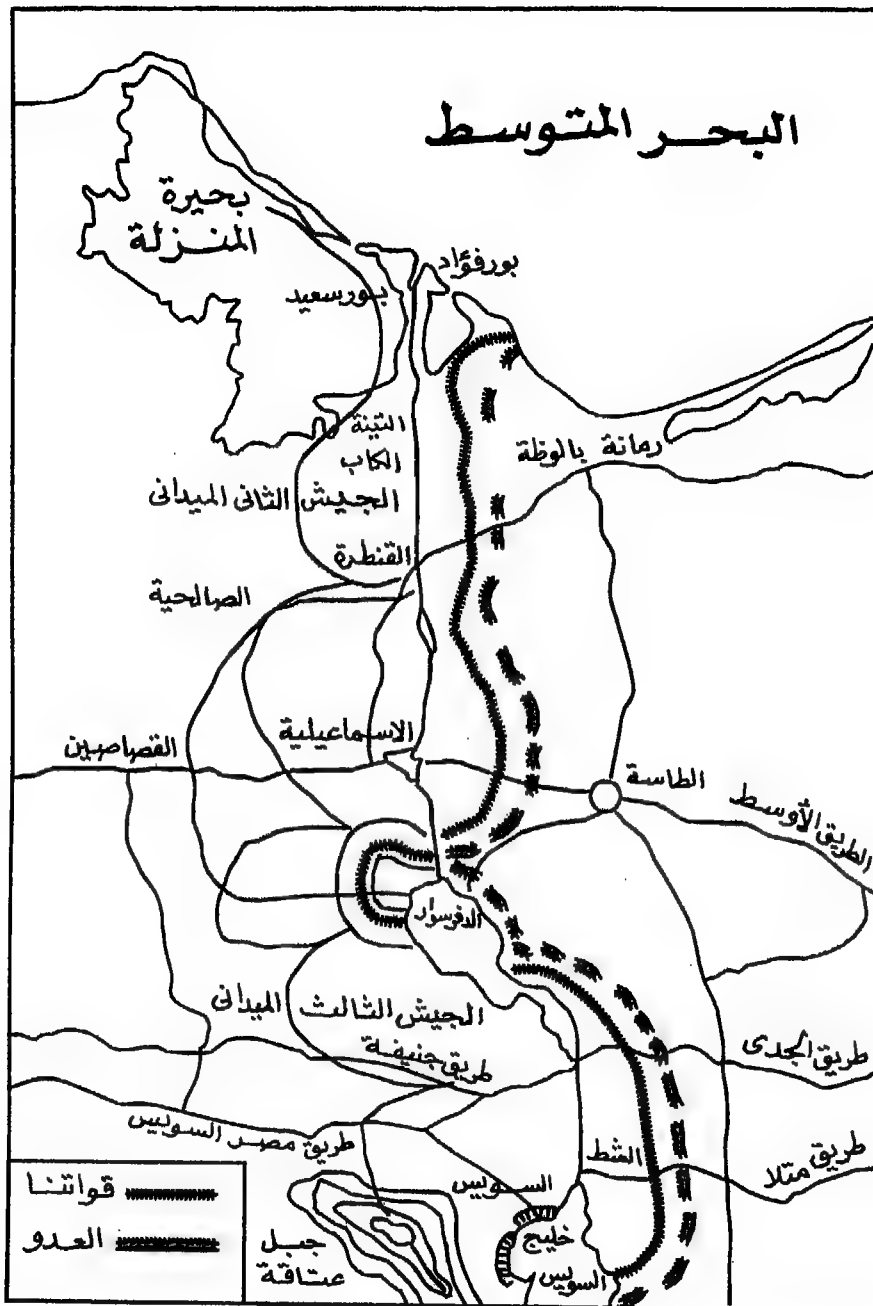 البحر المتوسط
بحيرة
المنزلة
بورفؤاد
بورسعيد
التينة
الكاب
رمانة بالوظة
الجيش الثانى الميدانى
القنطرة
الصالحية
الاسماعيلية
القصاصين
الطاسة
الطريق الأوسط
الدفرسوار
الجيش الثالث الميدانى
طريق جنيفة
طريق الجدى
طريق مصر السويس
الشط
طريق متلا
السويس
خليج
السويس
جبل
عتاقة
قواتنا
العدو